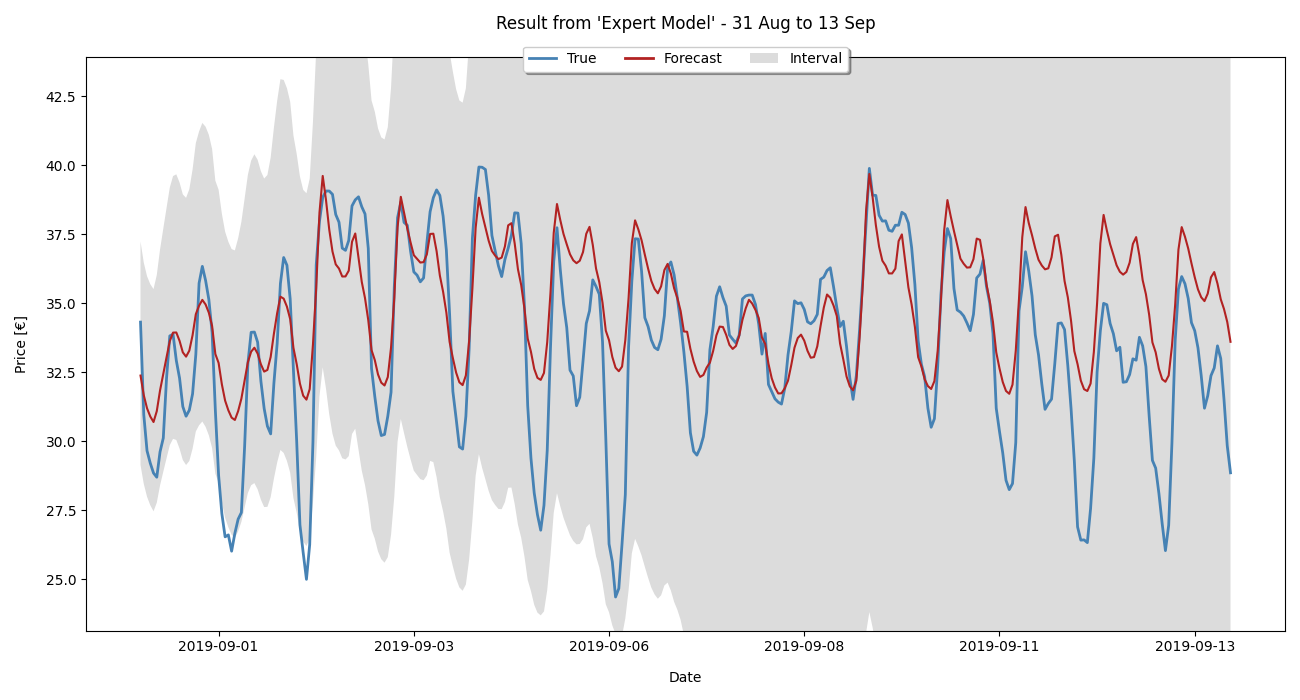 Result from 'Expert Model' - 31 Aug to 13 Sep
True Forecast Interval
42.5
40.0
37.5
35.0
32.5
30.0
27.5
25.0
Price [€]
2019-09-01 2019-09-03 2019-09-06 2019-09-08 2019-09-11 2019-09-13
Date